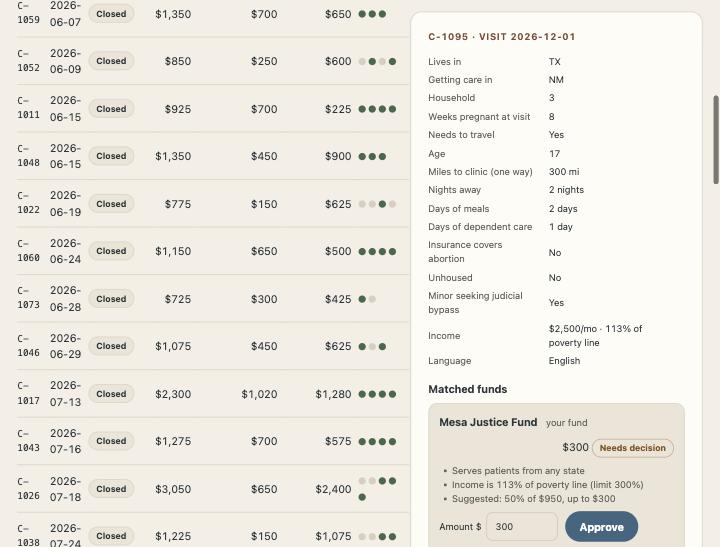 C-
1059
2026-
06-07
Closed
$1,350
$700
$650
C-
1052
2026-
06-09
Closed
$850
$250
$600
C-
1011
2026-
06-15
Closed
$925
$700
$225
C-
1048
2026-
06-15
Closed
$1,350
$450
$900
C-
1022
2026-
06-19
Closed
$775
$150
$625
C-
1060
2026-
06-24
Closed
$1,150
$650
$500
C-
1073
2026-
06-28
Closed
$725
$300
$425
C-
1046
2026-
06-29
Closed
$1,075
$450
$625
C-
1017
2026-
07-13
Closed
$2,300
$1,020
$1,280
C-
1043
2026-
07-16
Closed
$1,275
$700
$575
C-
1026
2026-
07-18
Closed
$3,050
$650
$2,400
C-
1038
2026-
07-24
Closed
$1,225
$150
$1,075
C-1095 · VISIT 2026-12-01
Lives in TX
Getting care in NM
Household 3
Weeks pregnant at visit 8
Needs to travel Yes
Age 17
Miles to clinic (one way) 300 mi
Nights away 2 nights
Days of meals 2 days
Days of dependent care 1 day
Insurance covers
abortion
No
Unhoused No
Minor seeking judicial
bypass
Yes
Income
$2,500/mo · 113% of
poverty line
Language English
Matched funds
Mesa Justice Fund your fund
$300 Needs decision
• Serves patients from any state
• Income is 113% of poverty line (limit 300%)
• Suggested: 50% of $950, up to $300
Amount $ 300 Approve